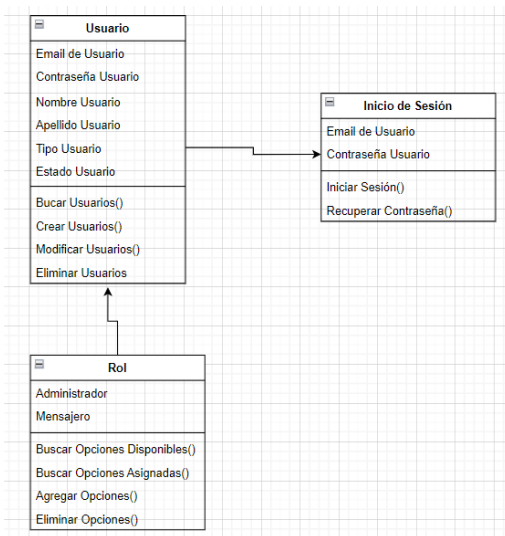 Usuario
Email de Usuario
Contraseña Usuario
Nombre Usuario
Apellido Usuario
Tipo Usuario
Estado Usuario
Bucar Usuarios()
Crear Usuarios()
Modificar Usuarios()
Eliminar Usuarios
Inicio de Sesión
Email de Usuario
Contraseña Usuario
Iniciar Sesión()
Recuperar Contraseña()
Rol
Administrador
Mensajero
Buscar Opciones Disponibles()
Buscar Opciones Asignadas()
Agregar Opciones()
Eliminar Opciones()